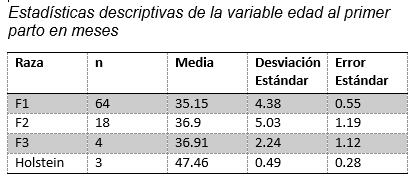 Estadísticas descriptivas de la variable edad al primer
parto en meses
Raza n Media Desviación Estándar Error Estándar
F1 64 35.15 4.38 0.55
F2 18 36.9 5.03 1.19
F3 4 36.91 2.24 1.12
Holstein 3 47.46 0.49 0.28